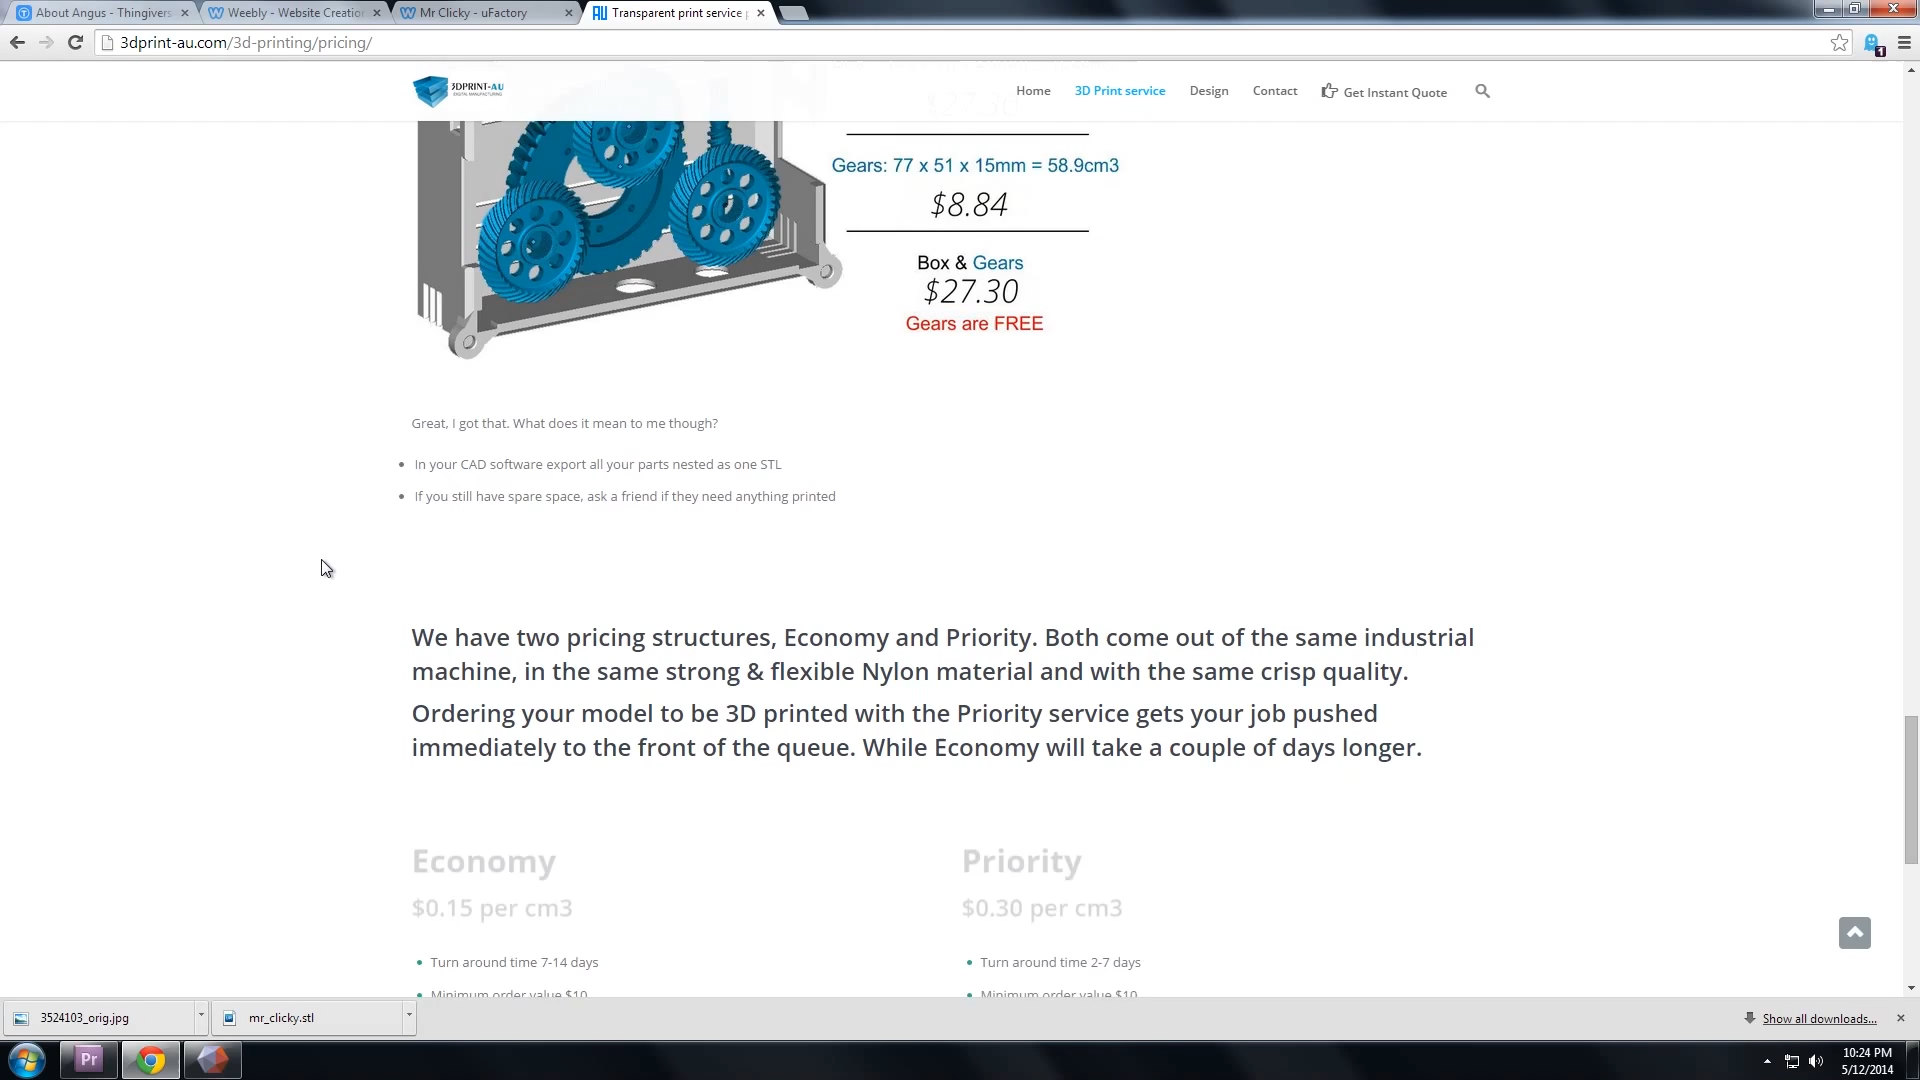 About Angus - Thingivers
Weebly - Website Creatio
Mr Clicky - uFactory
Transparent print service
3dprint-au.com/3d-printing/pricing/
3DPRINT-AU
DIGITAL MANUFACTURING
Home
3D Print service
Design
Contact
Get Instant Quote
$27.30
Gears: 77 x 51 x 15mm = 58.9cm3
$8.84
Box & Gears
$27.30
Gears are FREE
Great, I got that. What does it mean to me though?
In your CAD software export all your parts nested as one STL
If you still have spare space, ask a friend if they need anything printed
We have two pricing structures, Economy and Priority. Both come out of the same industrial
machine, in the same strong & flexible Nylon material and with the same crisp quality.
Ordering your model to be 3D printed with the Priority service gets your job pushed
immediately to the front of the queue. While Economy will take a couple of days longer.
Economy
$0.15 per cm3
Turn around time 7-14 days
Minimum order value $10
Priority
$0.30 per cm3
Turn around time 2-7 days
Minimum order value $10
3524103_orig.jpg
mr_clicky.stl
Show all downloads...
Pr
10:24 PM
5/12/2014